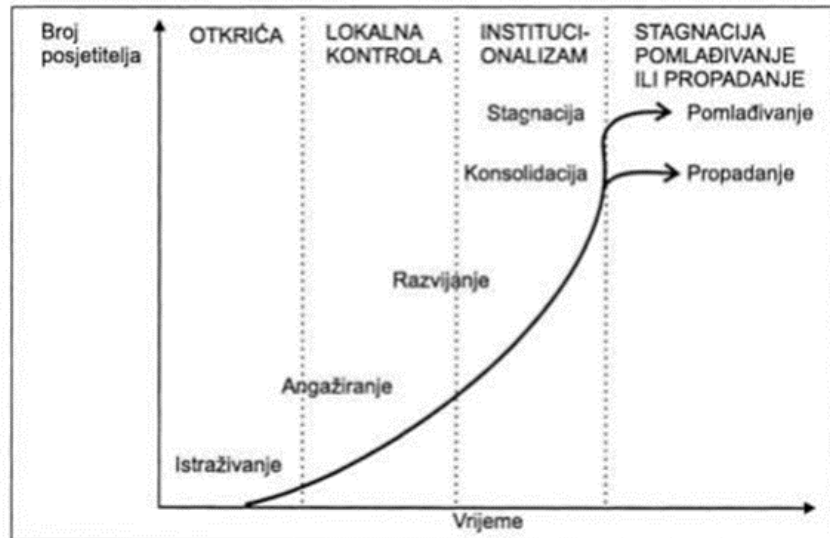 Broj
posjetitelja
OTKRIĆA
LOKALNA
KONTROLA
INSTITUCI-
ONALIZAM
STAGNACIJA
POMLAĐIVANJE
ILI PROPADANJE
Stagnacija
Pomlađivanje
Konsolidacija
Propadanje
Razvijanje
Angažiranje
Istraživanje
Vrijeme